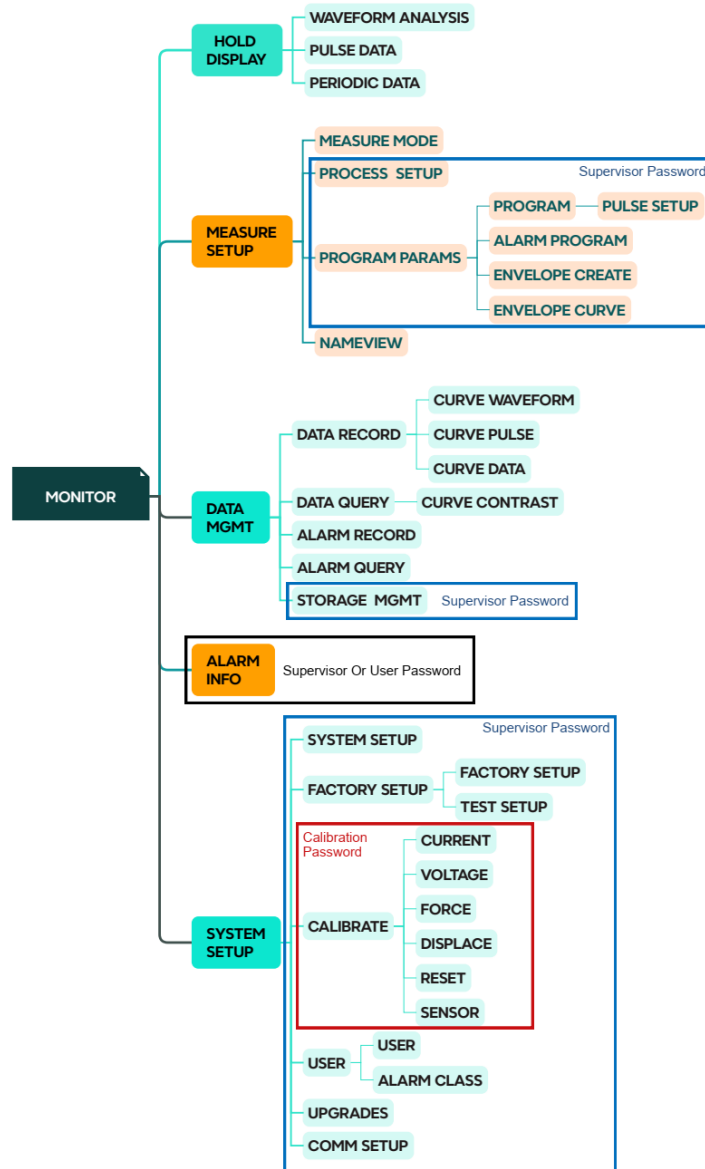 WAVEFORM ANALYSIS
HOLD
DISPLAY
PULSE DATA
PERIODIC DATA
MEASURE MODE
PROCESS SETUP
Supervisor Password
MEASURE
SETUP
PROGRAM PARAMS
PROGRAM
PULSE SETUP
ALARM PROGRAM
ENVELOPE CREATE
ENVELOPE CURVE
NAMEVIEW
MONITOR
DATA
MGMT
DATA RECORD
CURVE WAVEFORM
CURVE PULSE
CURVE DATA
DATA QUERY
CURVE CONTRAST
ALARM RECORD
ALARM QUERY
STORAGE MGMT
Supervisor Password
ALARM
INFO
Supervisor Or User Password
Supervisor Password
SYSTEM SETUP
FACTORY SETUP
FACTORY SETUP
TEST SETUP
Calibration
Password
SYSTEM
SETUP
CALIBRATE
CURRENT
VOLTAGE
FORCE
DISPLACE
RESET
SENSOR
USER
USER
ALARM CLASS
UPGRADES
COMM SETUP